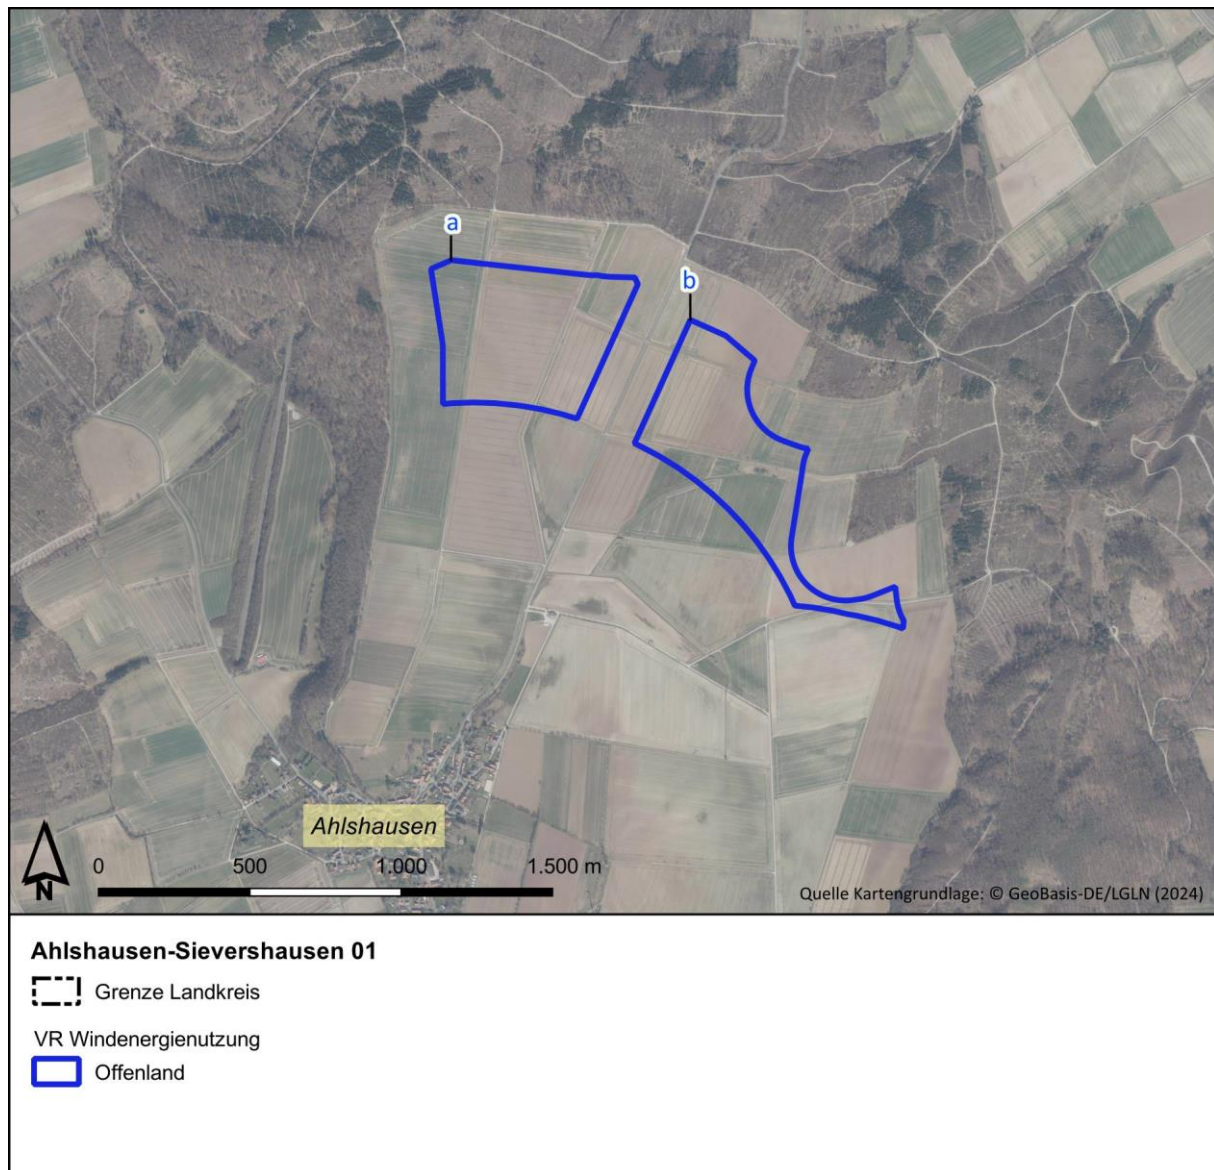 a
b
Ahlshausen
N
0 500 1.000 1.500 m
Quelle Kartengrundlage: © GeoBasis-DE/LGLN (2024)
Ahlshausen-Sievershausen 01
Grenze Landkreis
VR Windenergienutzung
Offenland